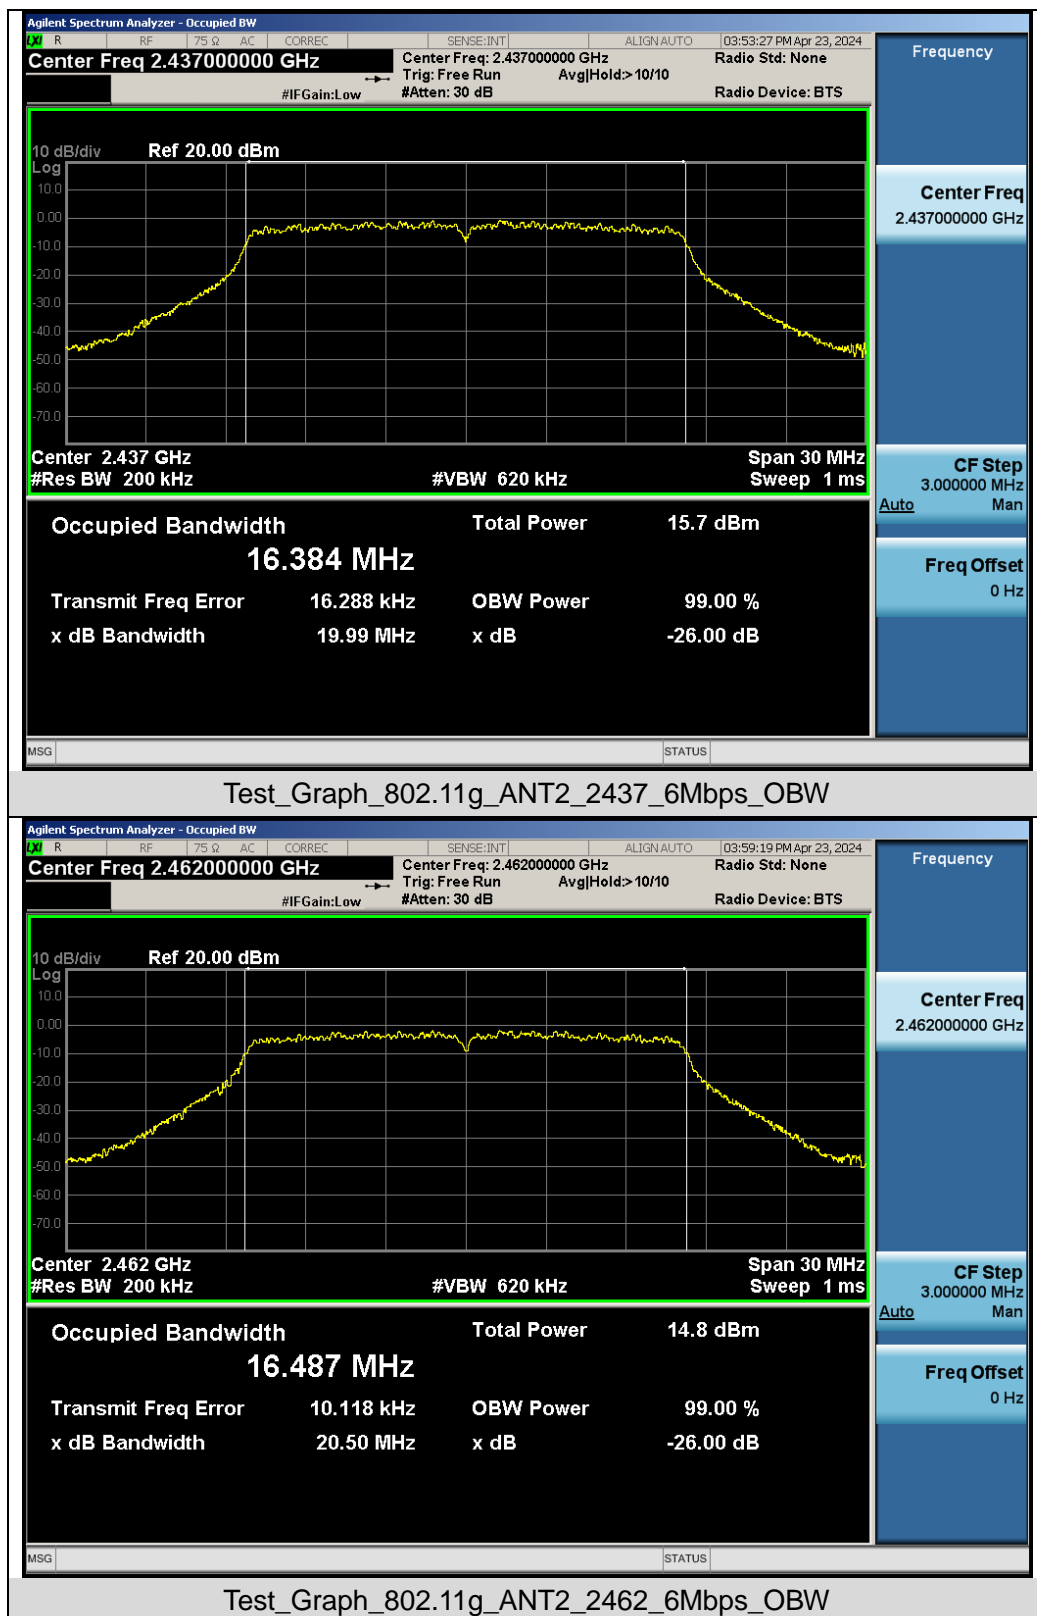 Agilent Spectrum Analyzer - Occupied BW
LXI R RF 75 Ω AC CORREC SENSE:INT ALIGN AUTO 03:53:27 PM Apr 23, 2024
Center Freq 2.437000000 GHz Center Freq: 2.437000000 GHz Radio Std: None
Trig: Free Run Avg|Hold:> 10/10
#IFGain:Low #Atten: 30 dB Radio Device: BTS
Frequency
10 dB/div Ref 20.00 dBm
Log
10.0
0.00
-10.0
-20.0
-30.0
-40.0
-50.0
-60.0
-70.0
Center 2.437 GHz Span 30 MHz
#Res BW 200 kHz #VBW 620 kHz Sweep 1 ms
Center Freq
2.437000000 GHz
CF Step
3.000000 MHz
Auto Man
Freq Offset
0 Hz
Occupied Bandwidth Total Power 15.7 dBm
16.384 MHz
Transmit Freq Error 16.288 kHz OBW Power 99.00 %
x dB Bandwidth 19.99 MHz x dB -26.00 dB
MSG STATUS
Test_Graph_802.11g_ANT2_2437_6Mbps_OBW
Agilent Spectrum Analyzer - Occupied BW
LXI R RF 75 Ω AC CORREC SENSE:INT ALIGN AUTO 03:59:19 PM Apr 23, 2024
Center Freq 2.462000000 GHz Center Freq: 2.462000000 GHz Radio Std: None
Trig: Free Run Avg|Hold:> 10/10
#IFGain:Low #Atten: 30 dB Radio Device: BTS
Frequency
10 dB/div Ref 20.00 dBm
Log
10.0
0.00
-10.0
-20.0
-30.0
-40.0
-50.0
-60.0
-70.0
Center 2.462 GHz Span 30 MHz
#Res BW 200 kHz #VBW 620 kHz Sweep 1 ms
Center Freq
2.462000000 GHz
CF Step
3.000000 MHz
Auto Man
Freq Offset
0 Hz
Occupied Bandwidth Total Power 14.8 dBm
16.487 MHz
Transmit Freq Error 10.118 kHz OBW Power 99.00 %
x dB Bandwidth 20.50 MHz x dB -26.00 dB
MSG STATUS
Test_Graph_802.11g_ANT2_2462_6Mbps_OBW